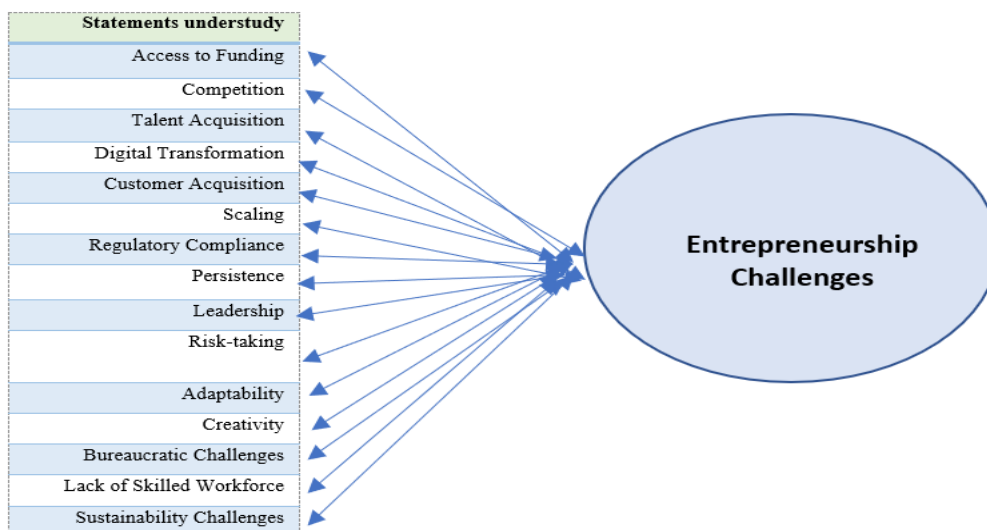 Statements understudy
Access to Funding
Competition
Talent Acquisition
Digital Transformation
Customer Acquisition
Scaling
Regulatory Compliance
Persistence
Leadership
Risk-taking
Adaptability
Creativity
Bureaucratic Challenges
Lack of Skilled Workforce
Sustainability Challenges
Entrepreneurship
Challenges